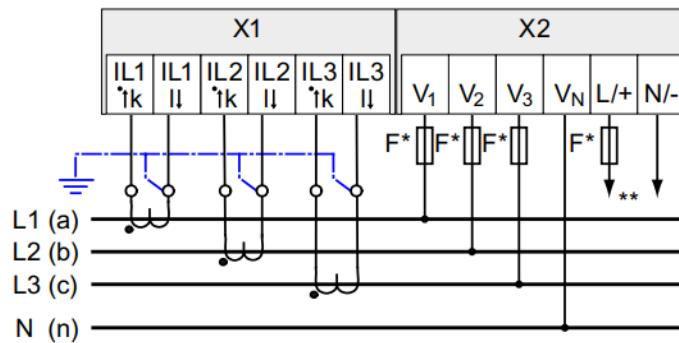 X1 X2
IL1 IL1 IL2 IL2 IL3 IL3
k l k l k l
V1 V2 V3 VN L/+ N/-
F* F* F* F*
**
L1 (a)
L2 (b)
L3 (c)
N (n)